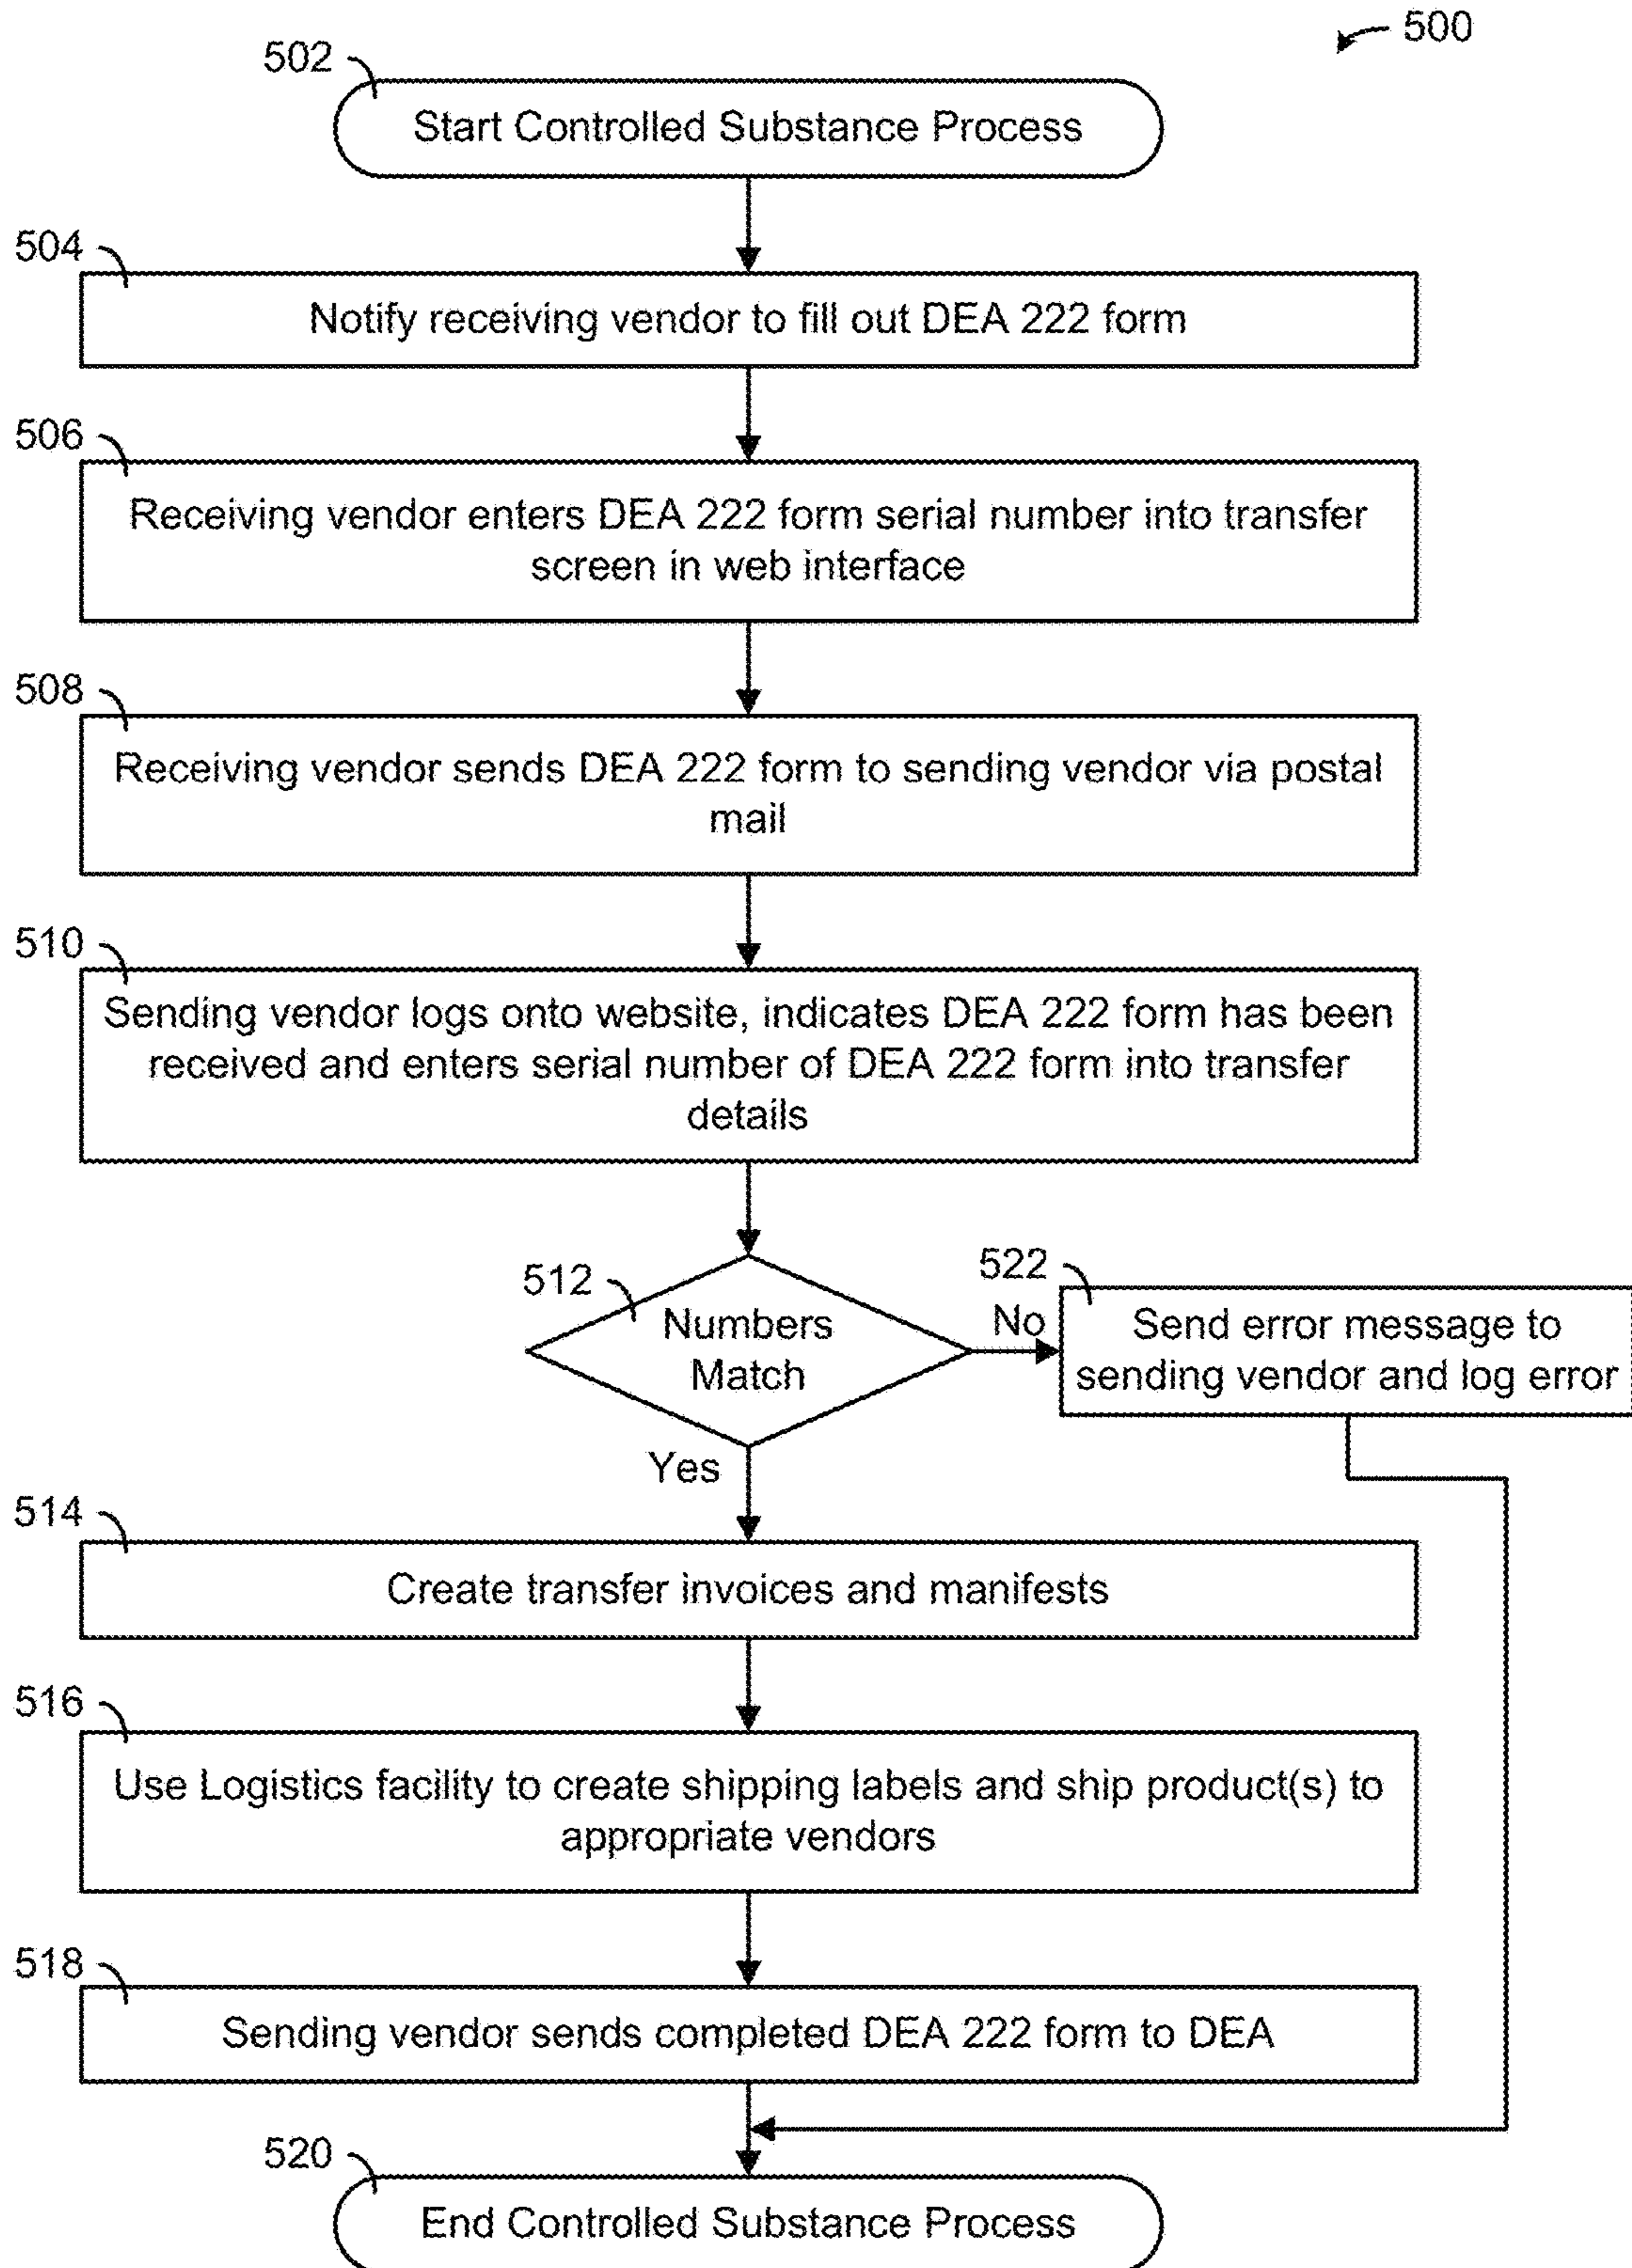 500
502
Start Controlled Substance Process
504
Notify receiving vendor to fill out DEA 222 form
506
Receiving vendor enters DEA 222 form serial number into transfer
screen in web interface
508
Receiving vendor sends DEA 222 form to sending vendor via postal
mail
510
Sending vendor logs onto website, indicates DEA 222 form has been
received and enters serial number of DEA 222 form into transfer
details
512
Numbers
Match
No
522
Send error message to
sending vendor and log error
Yes
514
Create transfer invoices and manifests
516
Use Logistics facility to create shipping labels and ship product(s) to
appropriate vendors
518
Sending vendor sends completed DEA 222 form to DEA
520
End Controlled Substance Process